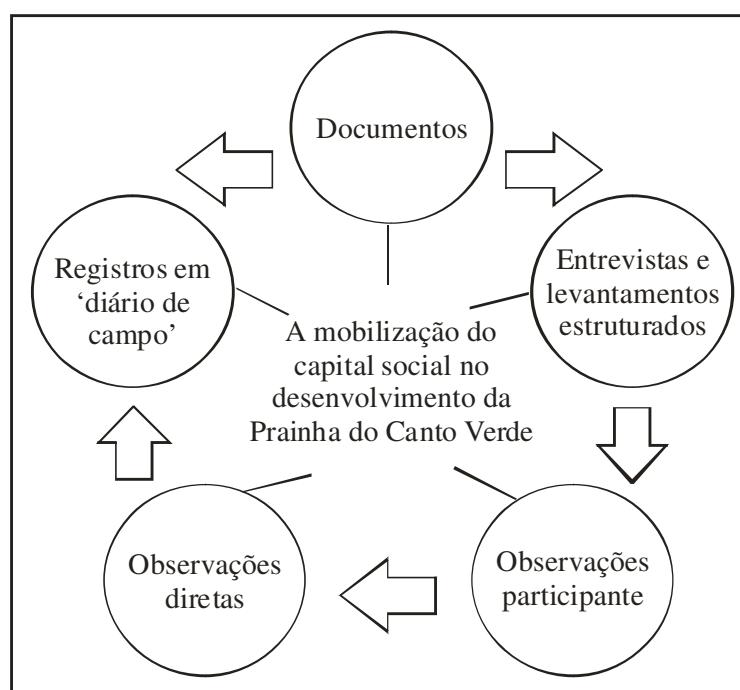 Documentos
Registros em
‘diário de
campo’
Entrevistas e
levantamentos
estruturados
A mobilização do
capital social no
desenvolvimento da
Prainha do Canto Verde
Observações
diretas
Observações
participante